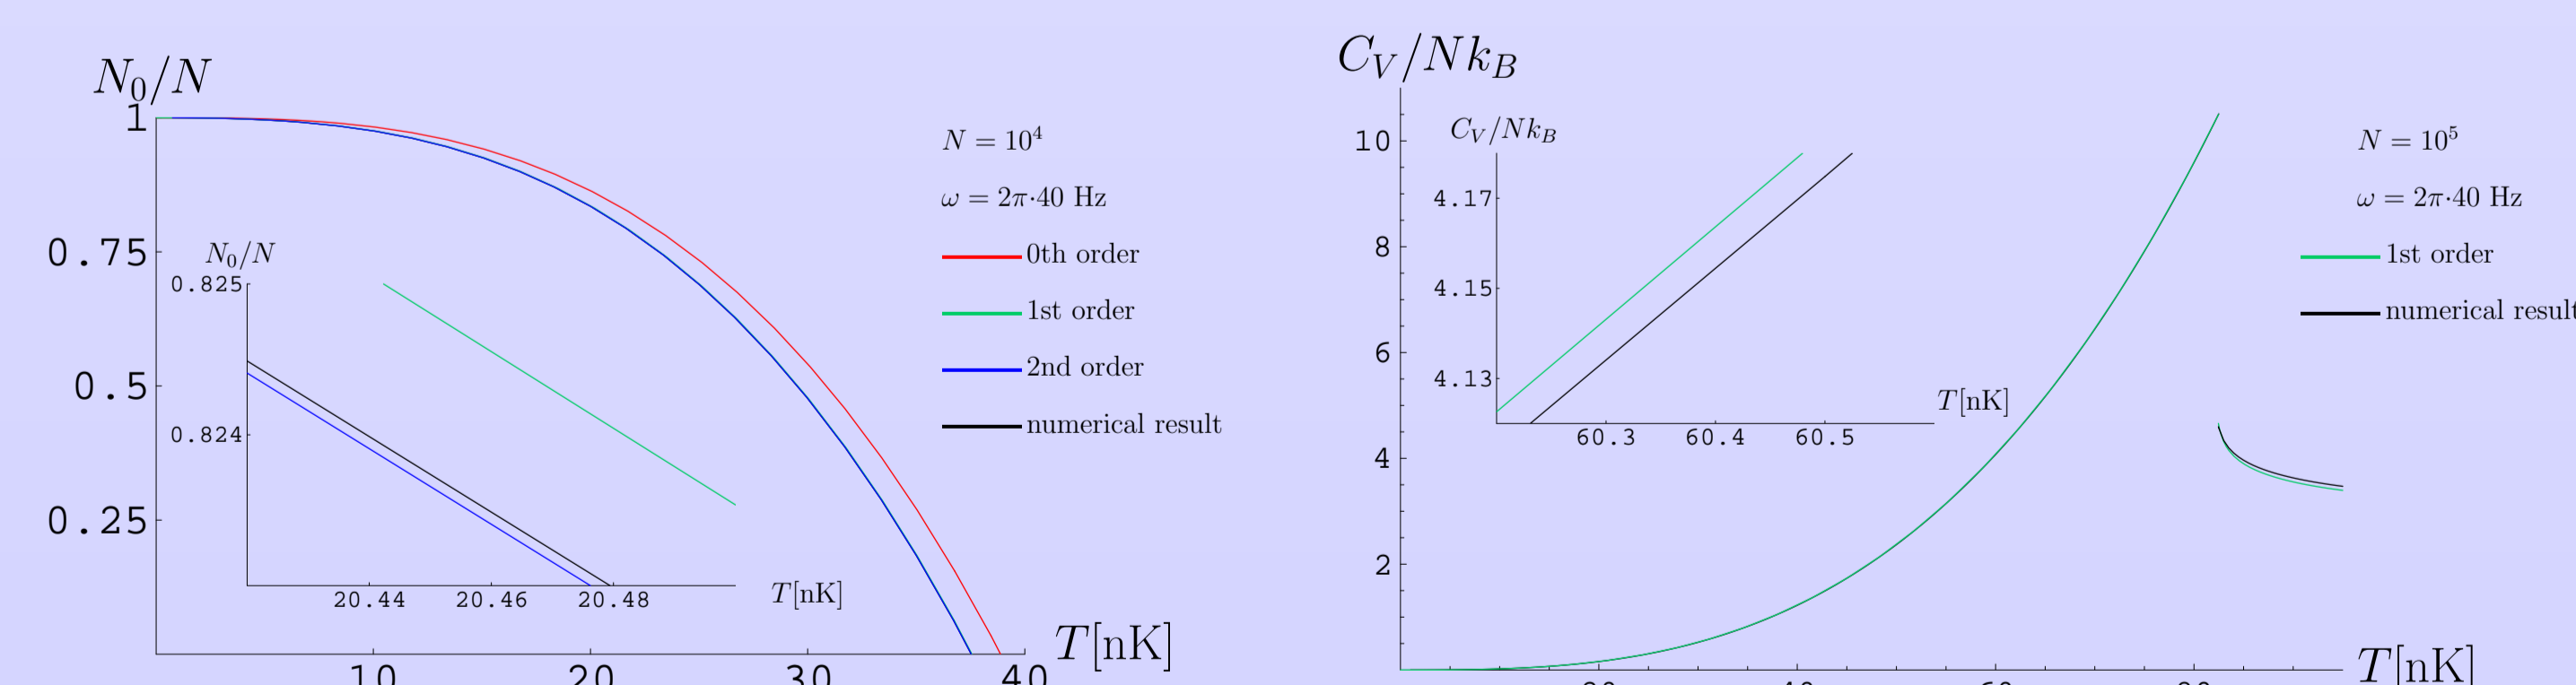 N₀/N
1
0.75
0.5
0.25
10
20
30
40
T[nK]
N₀/N
0.825
0.824
20.44
20.46
20.48
T[nK]
N = 10⁴
ω = 2π·40 Hz
0th order
1st order
2nd order
numerical result
C_V/Nk_B
10
8
6
4
2
40
60
T[nK]
C_V/Nk_B
4.17
4.15
4.13
60.3
60.4
60.5
T[nK]
N = 10⁵
ω = 2π·40 Hz
1st order
numerical result